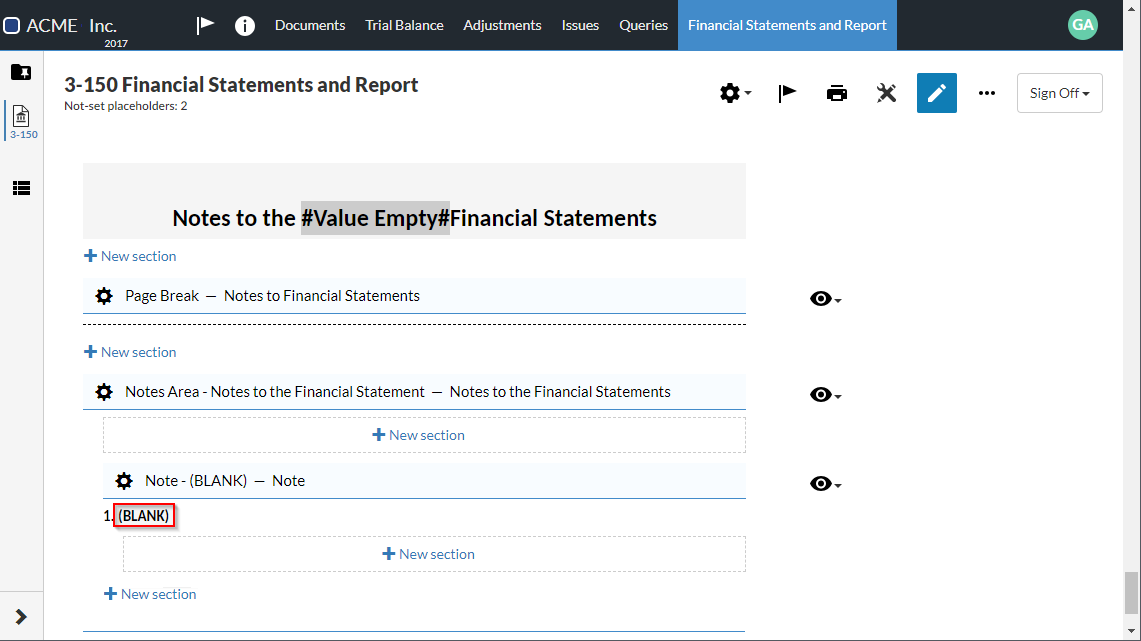 ACME Inc.
2017
Documents
Trial Balance
Adjustments
Issues
Queries
Financial Statements and Report
GA
3-150 Financial Statements and Report
Not-set placeholders: 2
Sign Off
3-150
Notes to the #Value Empty#Financial Statements
New section
Page Break — Notes to Financial Statements
New section
Notes Area - Notes to the Financial Statement — Notes to the Financial Statements
New section
Note - (BLANK) — Note
1. (BLANK)
New section
New section